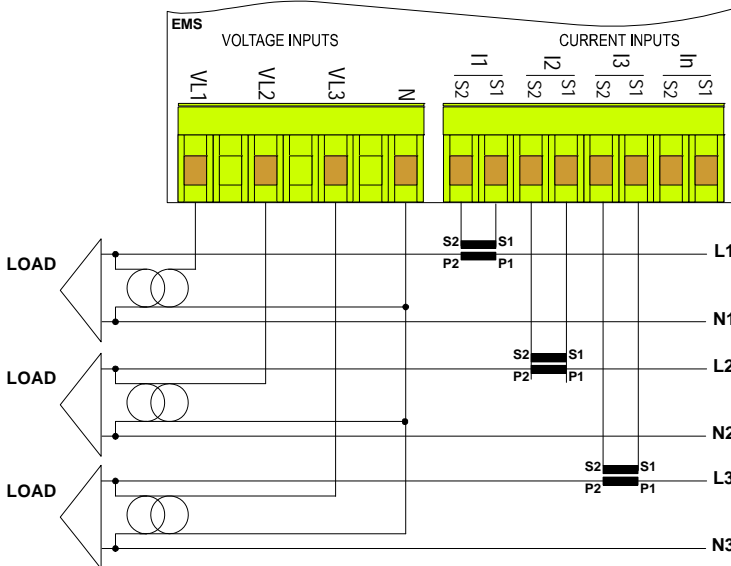 EMS
VOLTAGE INPUTS
CURRENT INPUTS
VL1
VL2
VL3
N
I1
I2
I3
In
S2 S1
S2 S1
S2 S1
S2 S1
LOAD
S2 S1
P2 P1
L1
N1
LOAD
S2 S1
P2 P1
L2
N2
LOAD
S2 S1
P2 P1
L3
N3